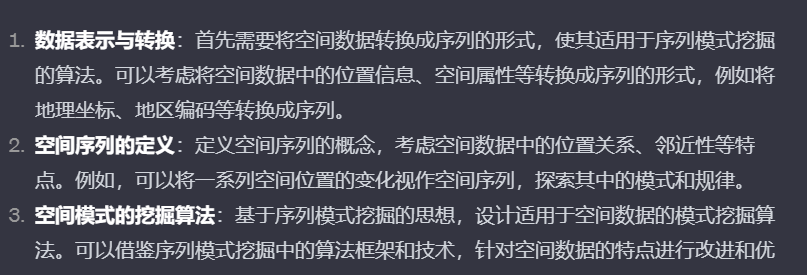 1. 数据表示与转换：首先需要将空间数据转换成序列的形式，使其适用于序列模式挖掘
的算法。可以考虑将空间数据中的位置信息、空间属性等转换成序列的形式，例如将
地理坐标、地区编码等转换成序列。
2. 空间序列的定义：定义空间序列的概念，考虑空间数据中的位置关系、邻近性等特
点。例如，可以将一系列空间位置的变化视作空间序列，探索其中的模式和规律。
3. 空间模式的挖掘算法：基于序列模式挖掘的思想，设计适用于空间数据的模式挖掘算
法。可以借鉴序列模式挖掘中的算法框架和技术，针对空间数据的特点进行改进和优